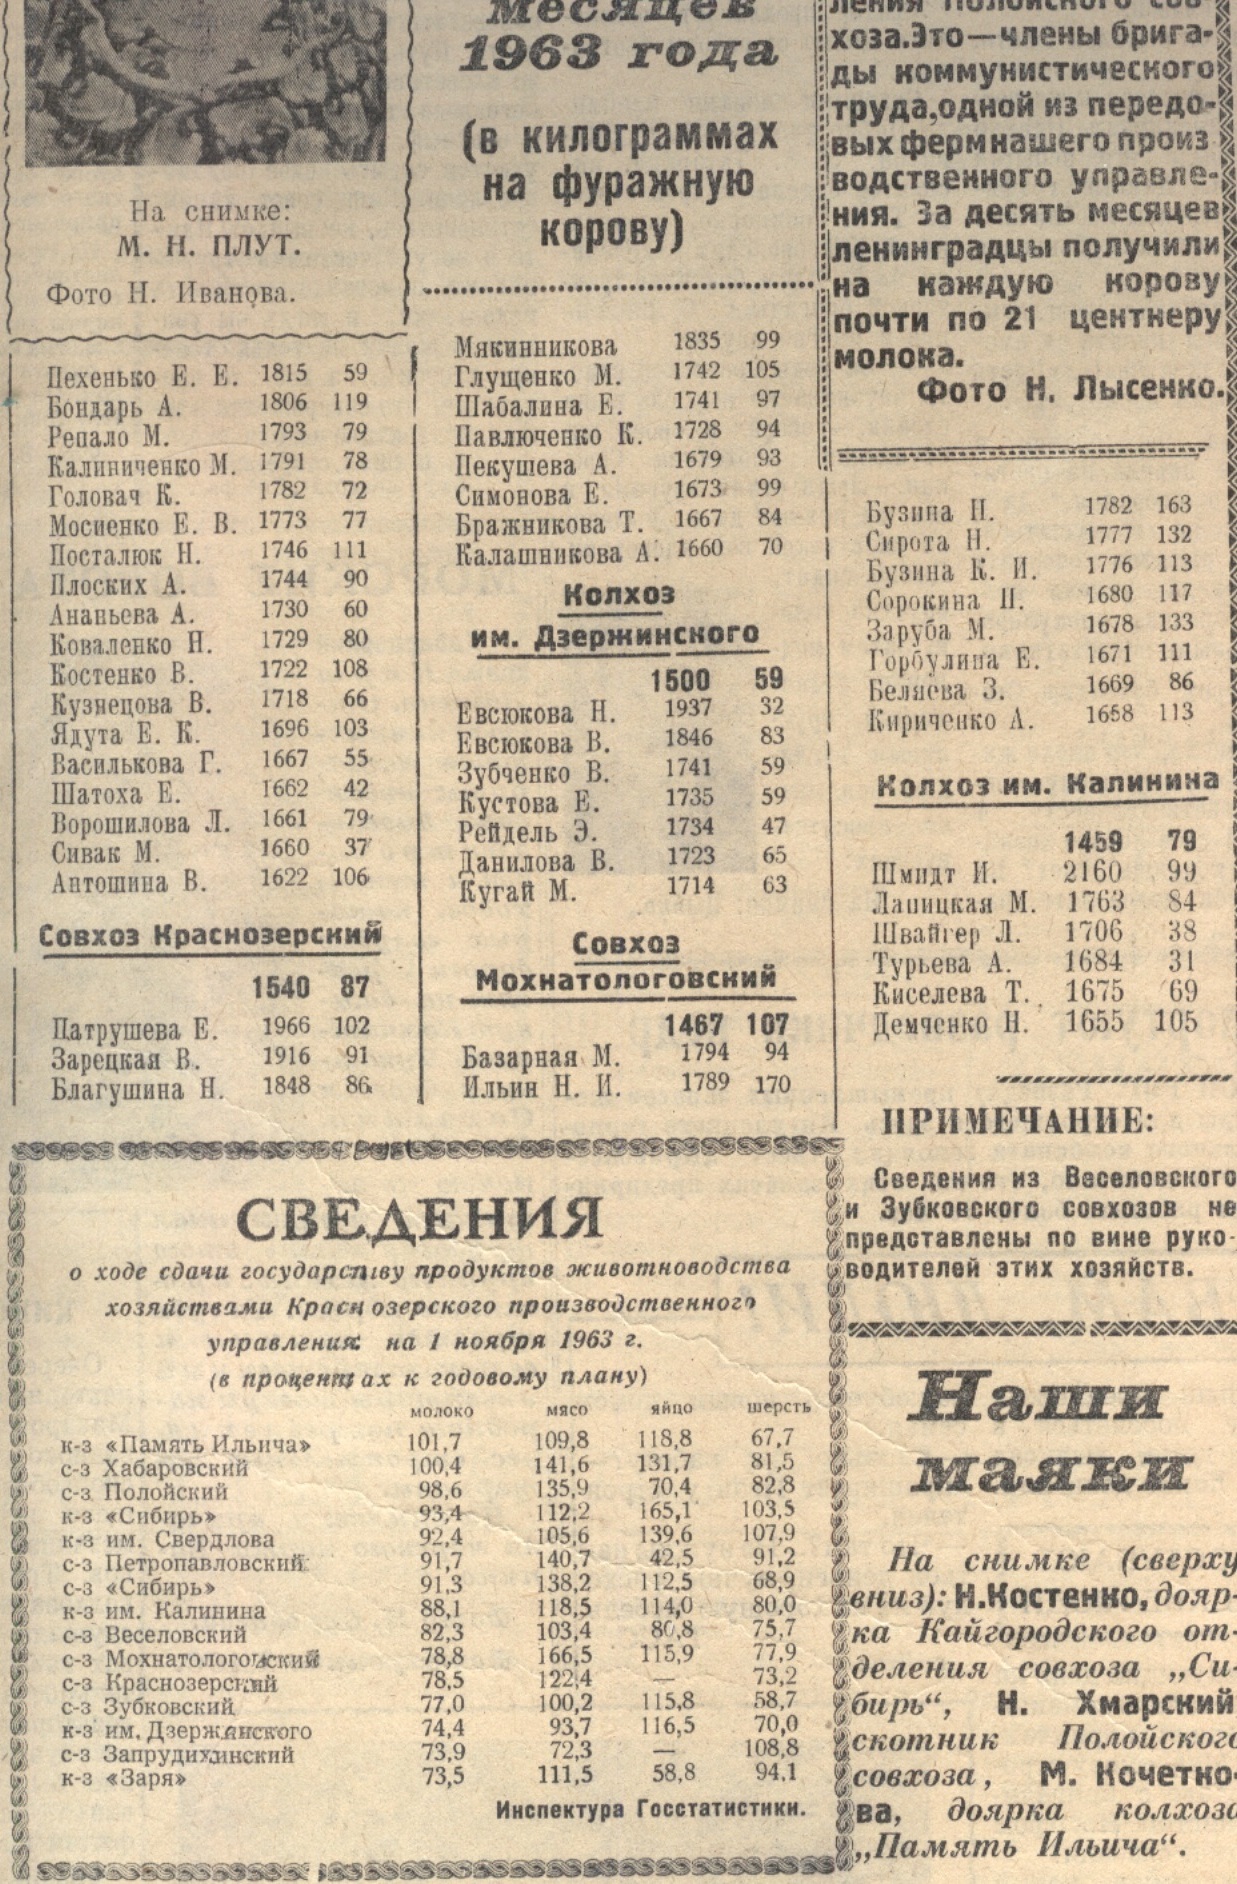 На снимке:
М. Н. ПЛУТ.
Фото Н. Иванова.
Пехенько Е. Е. 1815 59
Бондарь А. 1806 119
Репало М. 1793 79
Калиниченко М. 1791 78
Головач К. 1782 72
Мосиенко Е. В. 1773 77
Посталюк Н. 1746 111
Плоских А. 1744 90
Ананьева А. 1730 60
Коваленко Н. 1729 80
Костенко В. 1722 108
Кузнецова В. 1718 66
Ядута Е. К. 1696 103
Василькова Г. 1667 55
Шатоха Е. 1662 42
Ворошилова Л. 1661 79
Сивак М. 1660 37
Антошина В. 1622 106
Совхоз Краснозерский
1540 87
Патрушева Е. 1966 102
Зарецкая В. 1916 91
Благушина Н. 1848 86
месяцев
1963 года
(в килограммах
на фуражную
корову)
Мякинникова 1835 99
Глущенко М. 1742 105
Шабалина Е. 1741 97
Павлюченко К. 1728 94
Пекушева А. 1679 93
Симонова Е. 1673 99
Бражникова Т. 1667 84
Калашникова А. 1660 70
Колхоз
им. Дзержинского
1500 59
Евсюкова Н. 1937 32
Евсюкова В. 1846 83
Зубченко В. 1741 59
Кустова Е. 1735 59
Рейдель Э. 1734 47
Данилова В. 1723 65
Кугай М. 1714 63
Совхоз
Мохнатологовский
1467 107
Базарная М. 1794 94
Ильин Н. И. 1789 170
ления Полойского сов-
хоза.Это—члены брига-
ды коммунистического
труда,одной из передо-
вых ферм нашего произ
водственного управле-
ния. За десять месяцев
ленинградцы получили
на каждую корову
почти по 21 центнеру
молока.
Фото Н. Лысенко.
Бузина Н. 1782 163
Сирота Н. 1777 132
Бузина К. И. 1776 113
Сорокина П. 1680 117
Заруба М. 1678 133
Горбулина Е. 1671 111
Беляева З. 1669 86
Кириченко А. 1658 113
Колхоз им. Калинина
1459 79
Шмидт И. 2160 99
Лапицкая М. 1763 84
Швайгер Л. 1706 38
Турьева А. 1684 31
Киселева Т. 1675 69
Демченко Н. 1655 105
ПРИМЕЧАНИЕ:
Сведения из Веселовского
и Зубковского совхозов не
представлены по вине руко-
водителей этих хозяйств.
СВЕДЕНИЯ
о ходе сдачи государству продуктов животноводства
хозяйствами Краснозерского производственного
управления на 1 ноября 1963 г.
(в процентах к годовому плану)
молоко мясо яйцо шерсть
к-з «Память Ильича» 101,7 109,8 118,8 67,7
с-з Хабаровский 100,4 141,6 131,7 81,5
с-з Полойский 98,6 135,9 70,4 82,8
к-з «Сибирь» 93,4 112,2 165,1 103,5
к-з им. Свердлова 92,4 105,6 139,6 107,9
с-з Петропавловский 91,7 140,7 42,5 91,2
с-з «Сибирь» 91,3 138,2 112,5 68,9
к-з им. Калинина 88,1 118,5 114,0 80,0
с-з Веселовский 82,3 103,4 80,8 75,7
с-з Мохнатологовский 78,8 166,5 115,9 77,9
с-з Краснозерский 78,5 122,4 — 73,2
с-з Зубковский 77,0 100,2 115,8 58,7
к-з им. Дзержинского 74,4 93,7 116,5 70,0
с-з Запрудихинский 73,9 72,3 — 108,8
к-з «Заря» 73,5 111,5 58,8 94,1
Инспектура Госстатистики.
Наши
маяки
На снимке (сверху
вниз): Н.Костенко, дояр-
ка Кайгородского от-
деления совхоза „Си-
бирь“, Н. Хмарский
скотник Полойского
совхоза, М. Кочетко-
ва, доярка колхоза
„Память Ильича“.